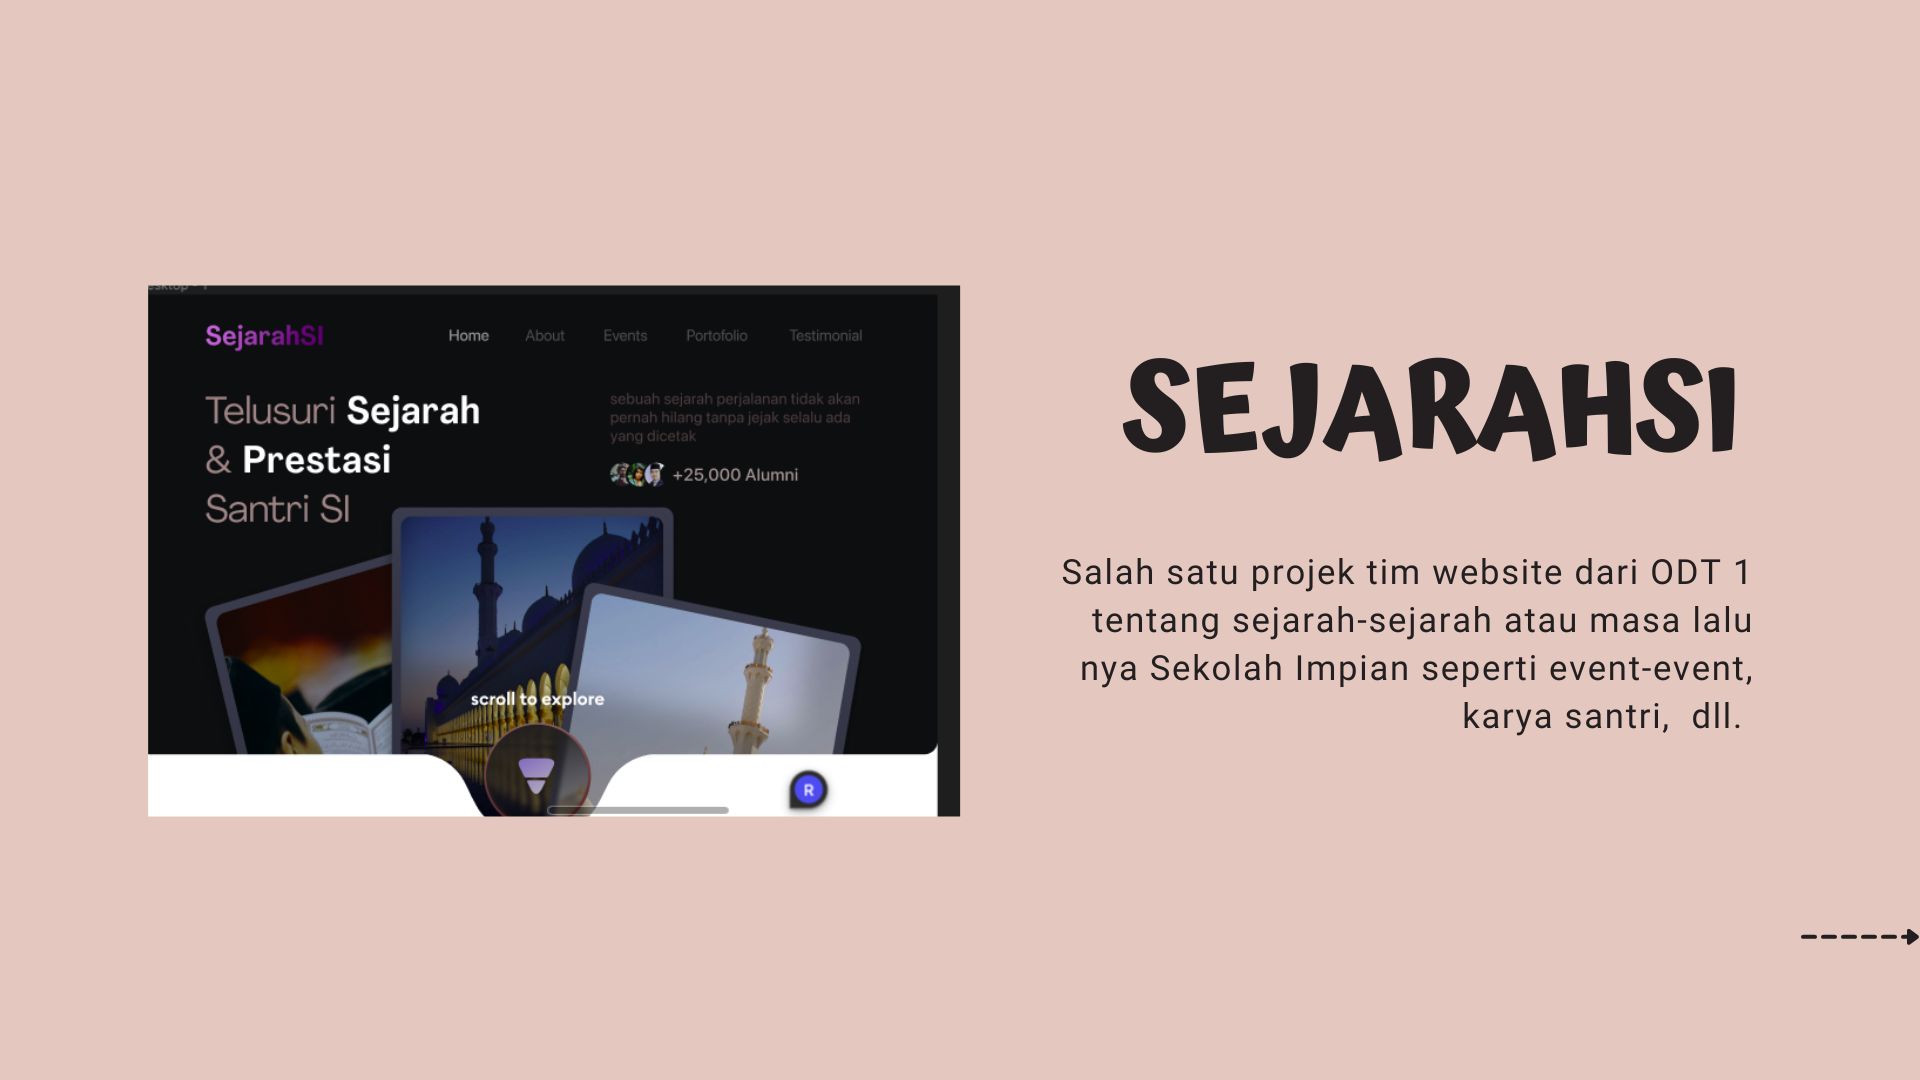 SejarahSI
Home About Events Portofolio Testimonial
Telusuri Sejarah
& Prestasi
Santri SI
sebuah sejarah perjalanan tidak akan
pernah hilang tanpa jejak selalu ada
yang dicetak
+25,000 Alumni
scroll to explore
R
SEJARAHSI
Salah satu projek tim website dari ODT 1
tentang sejarah-sejarah atau masa lalu
nya Sekolah Impian seperti event-event,
karya santri, dll.